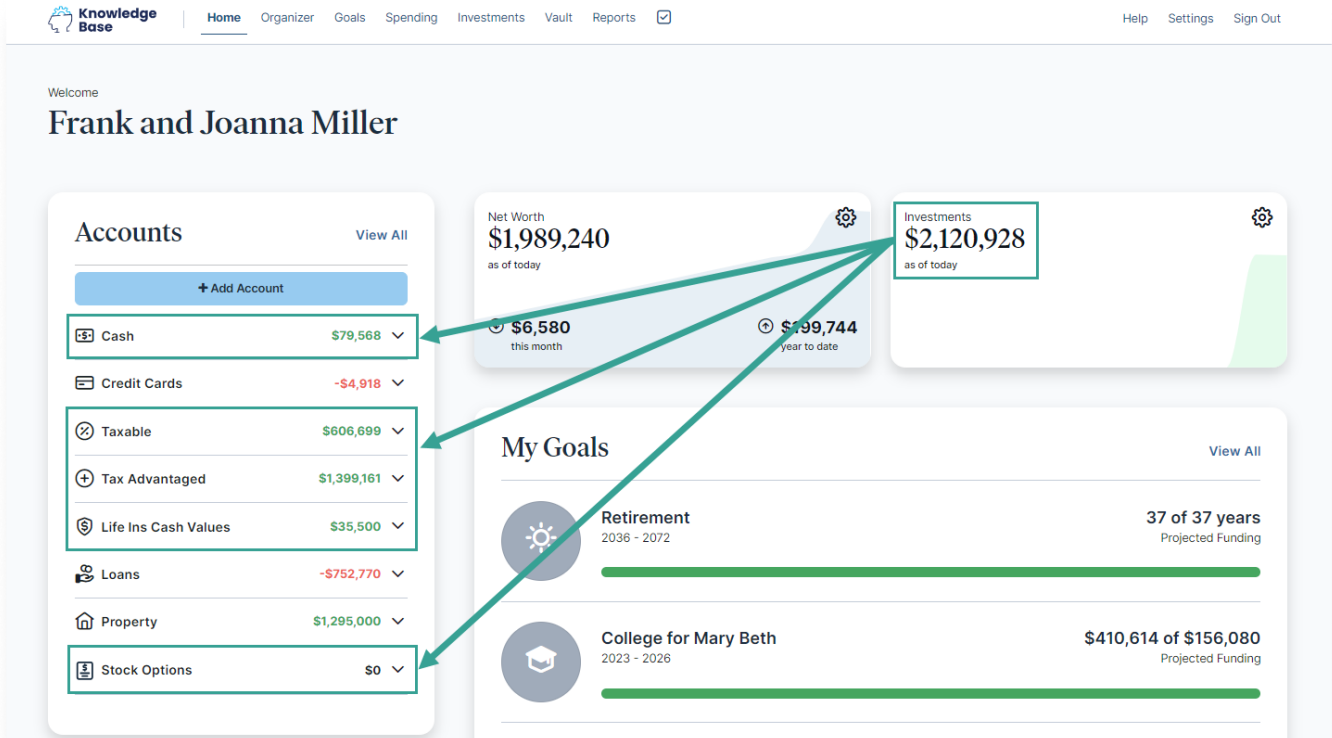 Knowledge
Base
Home Organizer Goals Spending Investments Vault Reports
Help Settings Sign Out
Welcome
Frank and Joanna Miller
Accounts
View All
+ Add Account
Cash $79,568
Credit Cards -$4,918
Taxable $606,699
Tax Advantaged $1,399,161
Life Ins Cash Values $35,500
Loans -$752,770
Property $1,295,000
Stock Options $0
Net Worth
$1,989,240
as of today
$6,580
this month
$199,744
year to date
Investments
$2,120,928
as of today
My Goals
View All
Retirement
2036 - 2072
37 of 37 years
Projected Funding
College for Mary Beth
2023 - 2026
$410,614 of $156,080
Projected Funding